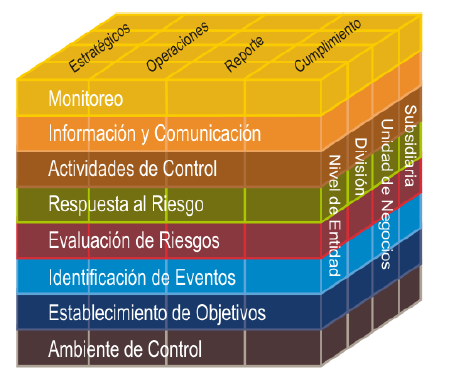 Estratégicos
Operaciones
Reporte
Cumplimiento
Monitoreo
Información y Comunicación
Actividades de Control
Respuesta al Riesgo
Evaluación de Riesgos
Identificación de Eventos
Establecimiento de Objetivos
Ambiente de Control
Nivel de Entidad
División
Unidad de Negocios
Subsidiaria